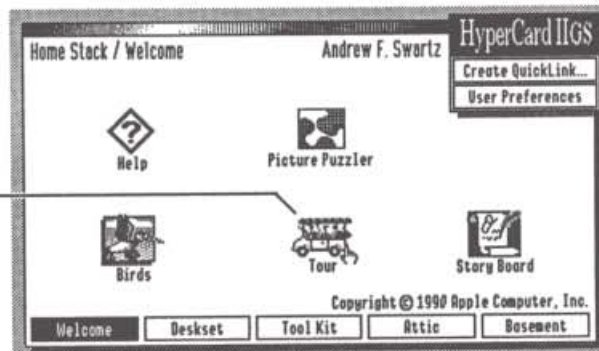 HyperCard IIGS
Home Stack / Welcome
Andrew F. Swartz
Create QuickLink...
User Preferences
Help
Picture Puzzler
Birds
Tour
Story Board
Copyright © 1990 Apple Computer, Inc.
Welcome
Deskset
Tool Kit
Attic
Basement